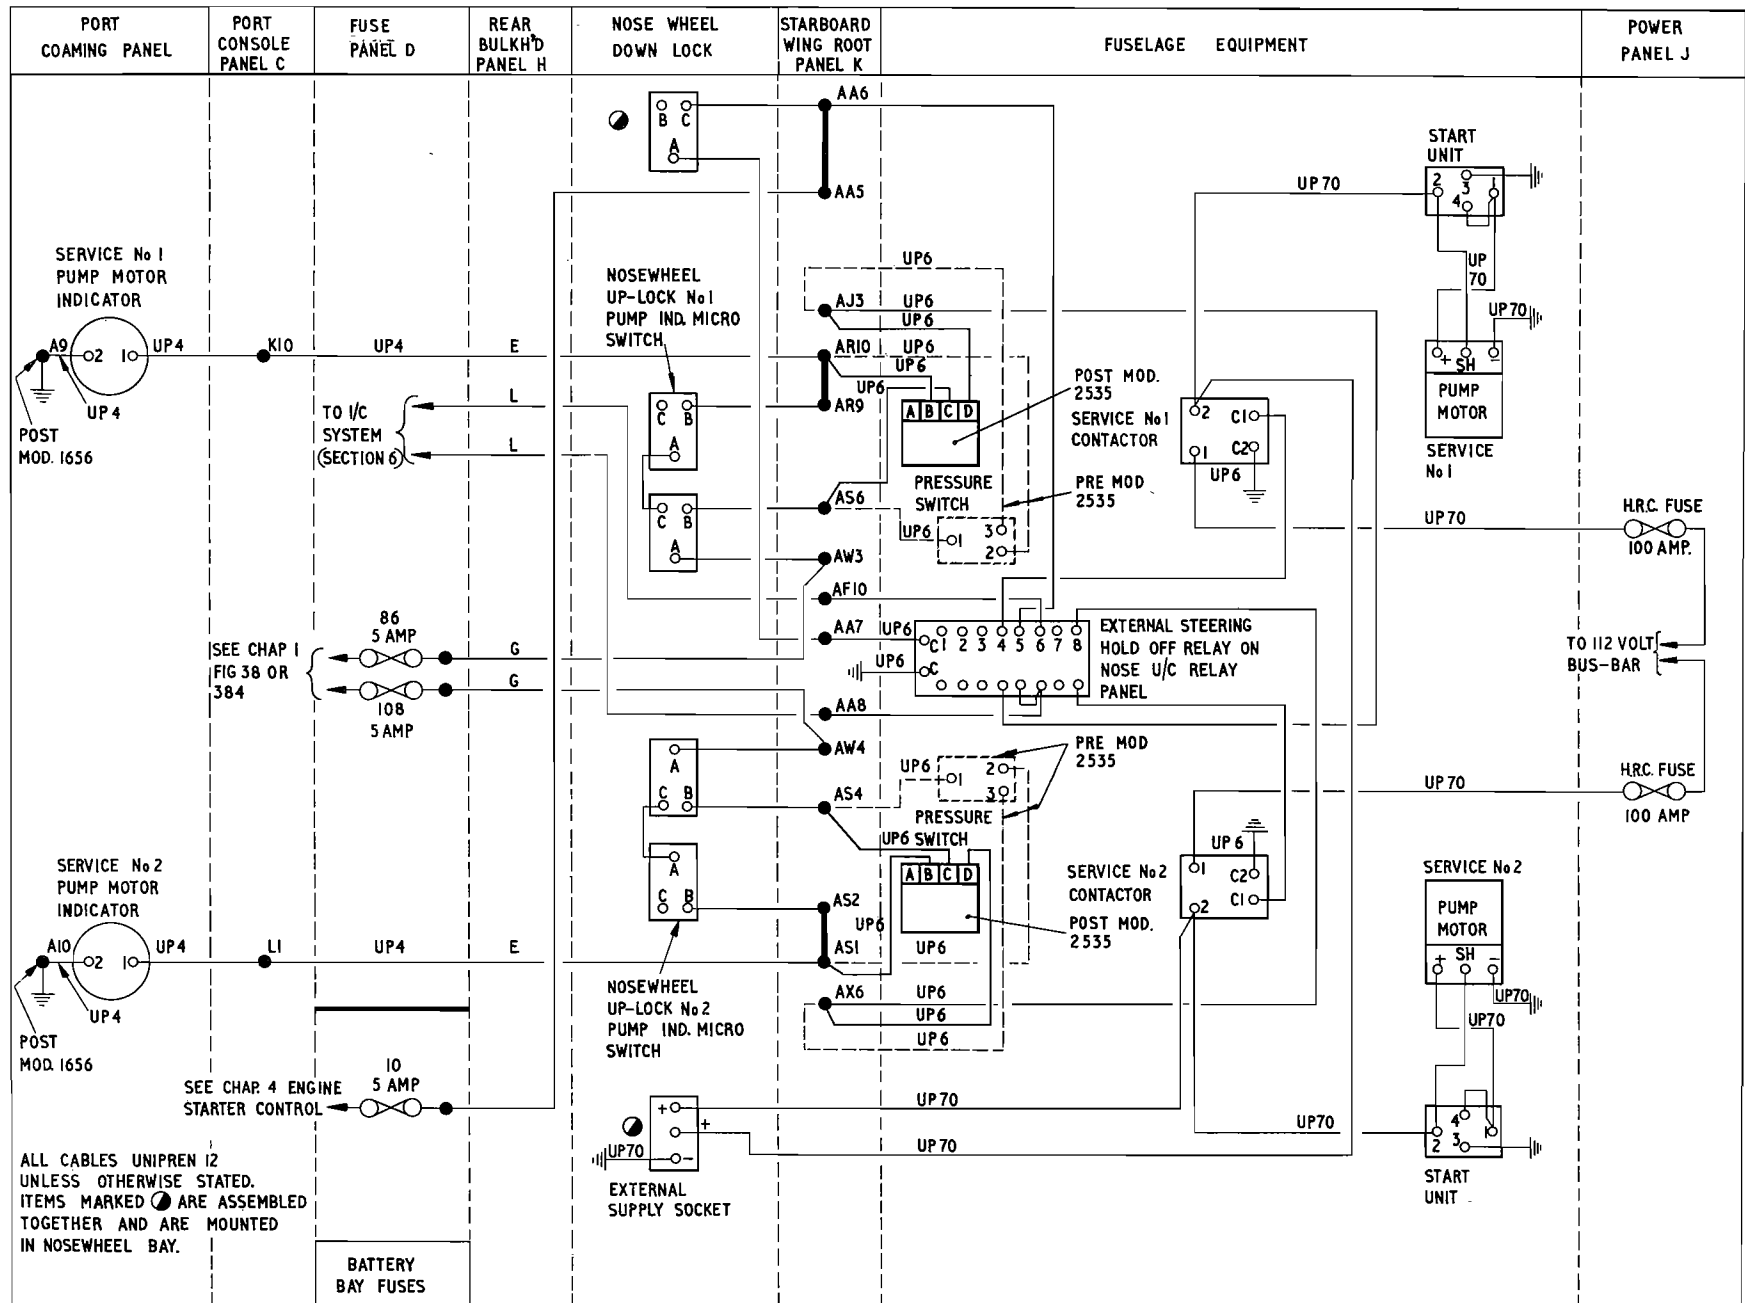 PORT
COAMING PANEL
PORT
CONSOLE
PANEL C
FUSE
PANEL D
REAR
BULKH'D
PANEL H
NOSE WHEEL
DOWN LOCK
STARBOARD
WING ROOT
PANEL K
FUSELAGE EQUIPMENT
POWER
PANEL J
B C
A
AA6
AA5
START
UNIT
UP70
2 3 1
4
UP
70
UP70
+ SH -
PUMP
MOTOR
SERVICE
No 1
SERVICE No 1
PUMP MOTOR
INDICATOR
A9
2 1
UP4
UP4
POST
MOD. 1656
K10
UP4
E
NOSEWHEEL
UP-LOCK No 1
PUMP IND. MICRO
SWITCH
UP6
AJ3
UP6
UP6
AR10
UP6
UP6
UP6
AR9
A B C D
POST MOD.
2535
SERVICE No 1
CONTACTOR
2 C1
1 C2
UP6
TO I/C
SYSTEM
(SECTION 6)
L
L
C B
A
C B
A
PRESSURE
SWITCH
PRE MOD
2535
AS6
UP6
1 3
2
AW3
AF10
AA7
UP6
UP6
C 1 2 3 4 5 6 7 8
C
EXTERNAL STEERING
HOLD OFF RELAY ON
NOSE U/C RELAY
PANEL
UP70
H.R.C. FUSE
100 AMP.
TO 112 VOLT
BUS-BAR
86
5 AMP
SEE CHAP 1
FIG 38 OR
384
G
G
108
5 AMP
AA8
AW4
A
C B
A
C B
AS4
UP6
1 2
3
PRE MOD
2535
PRESSURE
SWITCH
UP6
A B C D
UP70
H.R.C. FUSE
100 AMP
UP6
1 C2
C1
2
SERVICE No 2
CONTACTOR
POST MOD.
2535
SERVICE No 2
PUMP
MOTOR
+ SH -
UP70
UP70
SERVICE No 2
PUMP MOTOR
INDICATOR
A10
2 1
UP4
UP4
POST
MOD. 1656
L1
UP4
E
AS2
UP6
AS1
UP6
AX6
UP6
UP6
UP6
NOSEWHEEL
UP-LOCK No 2
PUMP IND. MICRO
SWITCH
10
5 AMP
SEE CHAP. 4 ENGINE
STARTER CONTROL
+
+
-
UP70
EXTERNAL
SUPPLY SOCKET
UP70
UP70
UP70
4
2 3 1
START
UNIT
ALL CABLES UNIPREN 12
UNLESS OTHERWISE STATED.
ITEMS MARKED ARE ASSEMBLED
TOGETHER AND ARE MOUNTED
IN NOSEWHEEL BAY.
BATTERY
BAY FUSES